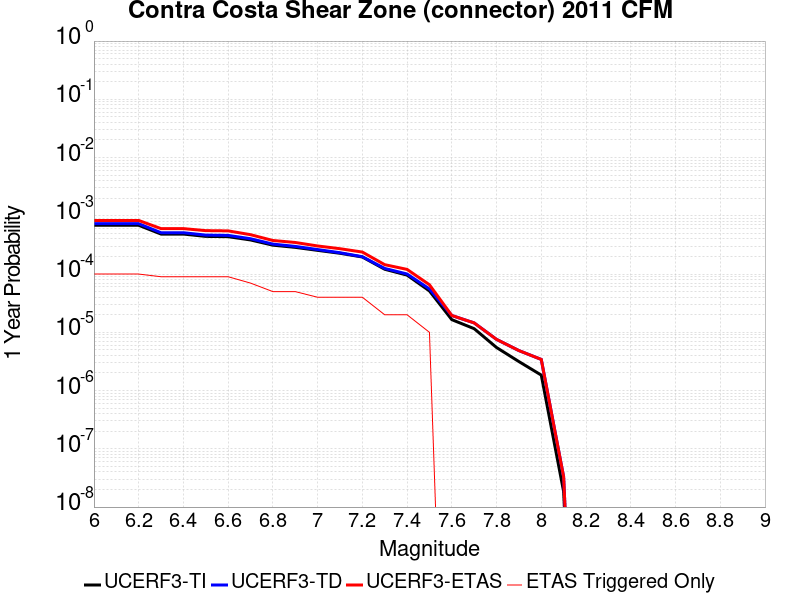 Contra Costa Shear Zone (connector) 2011 CFM
1 Year Probability
10^0
10^-1
10^-2
10^-3
10^-4
10^-5
10^-6
10^-7
10^-8
6 6.2 6.4 6.6 6.8 7 7.2 7.4 7.6 7.8 8 8.2 8.4 8.6 8.8 9
Magnitude
UCERF3-TI UCERF3-TD UCERF3-ETAS ETAS Triggered Only